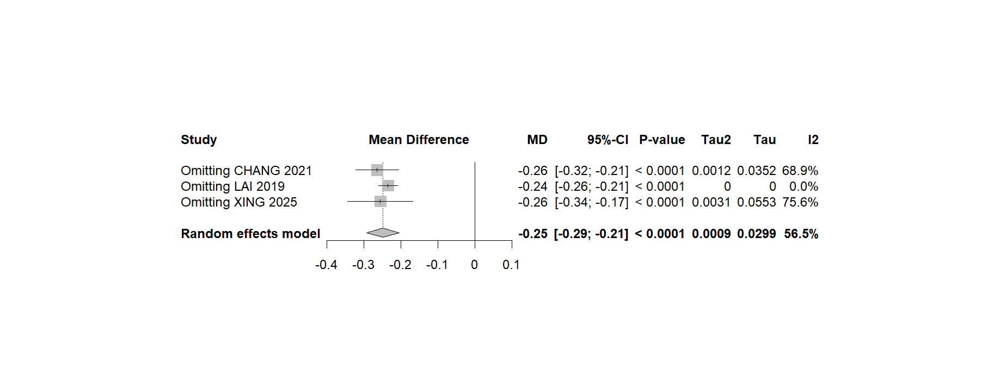 Study Mean Difference MD 95%-CI P-value Tau2 Tau I2
Omitting CHANG 2021 -0.26 [-0.32; -0.21] < 0.0001 0.0012 0.0352 68.9%
Omitting LAI 2019 -0.24 [-0.26; -0.21] < 0.0001 0 0 0.0%
Omitting XING 2025 -0.26 [-0.34; -0.17] < 0.0001 0.0031 0.0553 75.6%
Random effects model -0.25 [-0.29; -0.21] < 0.0001 0.0009 0.0299 56.5%
-0.4 -0.3 -0.2 -0.1 0 0.1